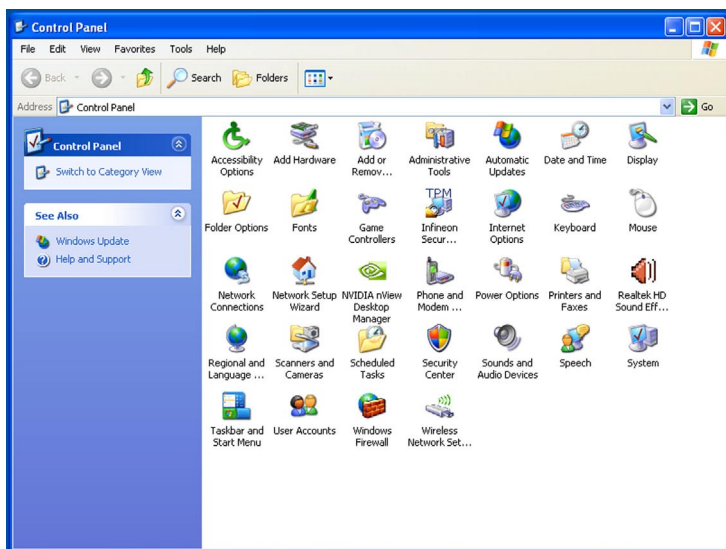 Control Panel
File Edit View Favorites Tools Help
Back Search Folders
Address Control Panel Go
Control Panel
Switch to Category View
See Also
Windows Update
Help and Support
Accessibility Options
Add Hardware
Add or Remov...
Administrative Tools
Automatic Updates
Date and Time
Display
Folder Options
Fonts
Game Controllers
TPM
Infineon Secur...
Internet Options
Keyboard
Mouse
Network Connections
Network Setup Wizard
NVIDIA nView Desktop Manager
Phone and Modem ...
Power Options
Printers and Faxes
Realtek HD Sound Eff...
Regional and Language ...
Scanners and Cameras
Scheduled Tasks
Security Center
Sounds and Audio Devices
Speech
System
Taskbar and Start Menu
User Accounts
Windows Firewall
Wireless Network Set...